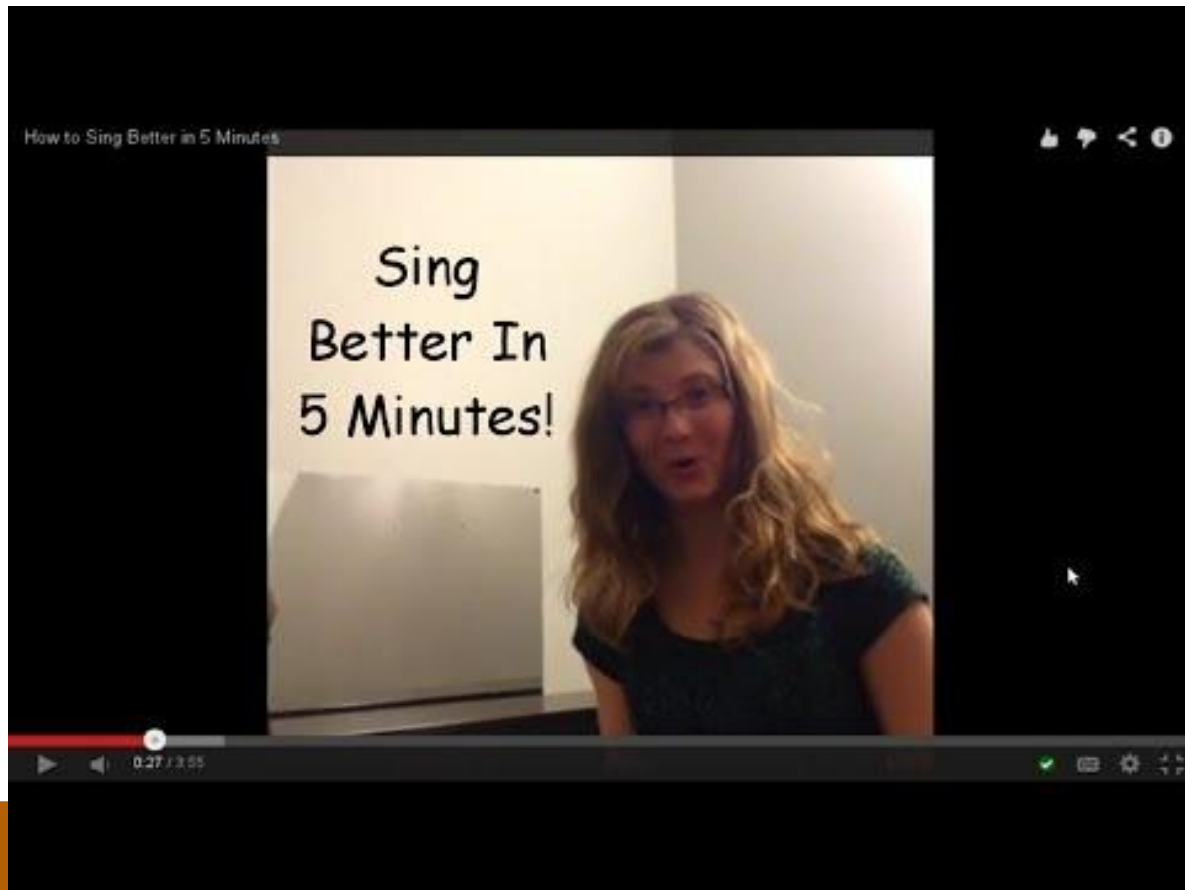 How to Sing Better in 5 Minutes
Sing
Better In
5 Minutes!
0:27 / 3:55